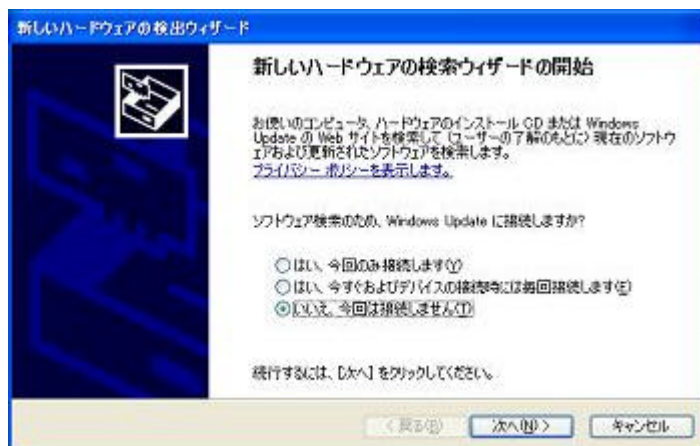 新しいハードウェアの検出ウィザード
新しいハードウェアの検索ウィザードの開始
お使いのコンピュータ、ハードウェアのインストール CD または Windows
Update の Web サイトを検索して (ユーザーの了解のもとに) 現在のソフトウ
ェアおよび更新されたソフトウェアを検索します。
プライバシー ポリシーを表示します。
ソフトウェア検索のため、Windows Update に接続しますか?
はい、今回のみ接続します(Y)
はい、今すぐおよびデバイスの接続時には毎回接続します(E)
いいえ、今回は接続しません(T)
続行するには、[次へ] をクリックしてください。
< 戻る(B) 次へ(N) > キャンセル